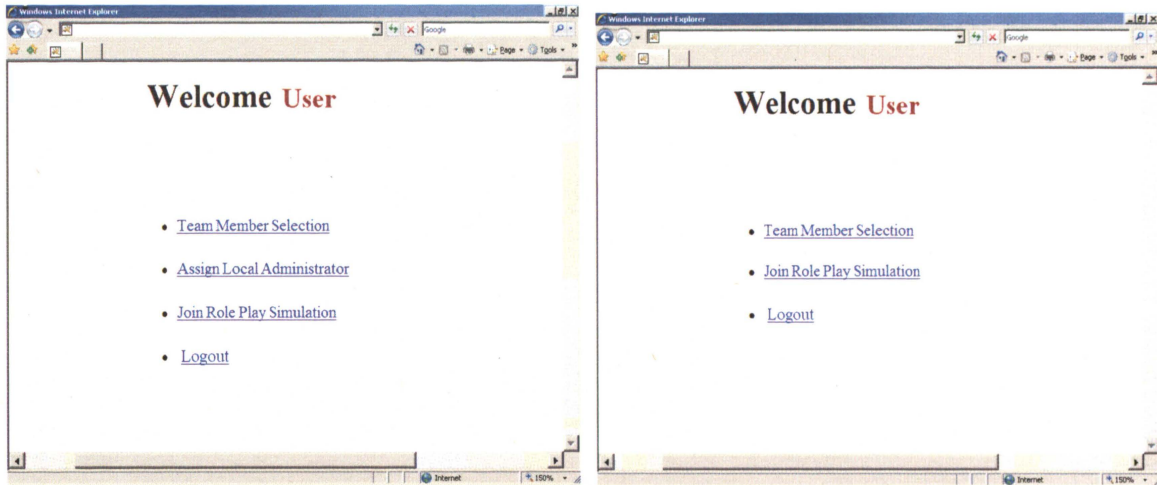 Windows Internet Explorer
Google
Page
Tools
Welcome User
• Team Member Selection
• Assign Local Administrator
• Join Role Play Simulation
• Logout
Internet
150%
Windows Internet Explorer
Google
Page
Tools
Welcome User
• Team Member Selection
• Join Role Play Simulation
• Logout
Internet
150%